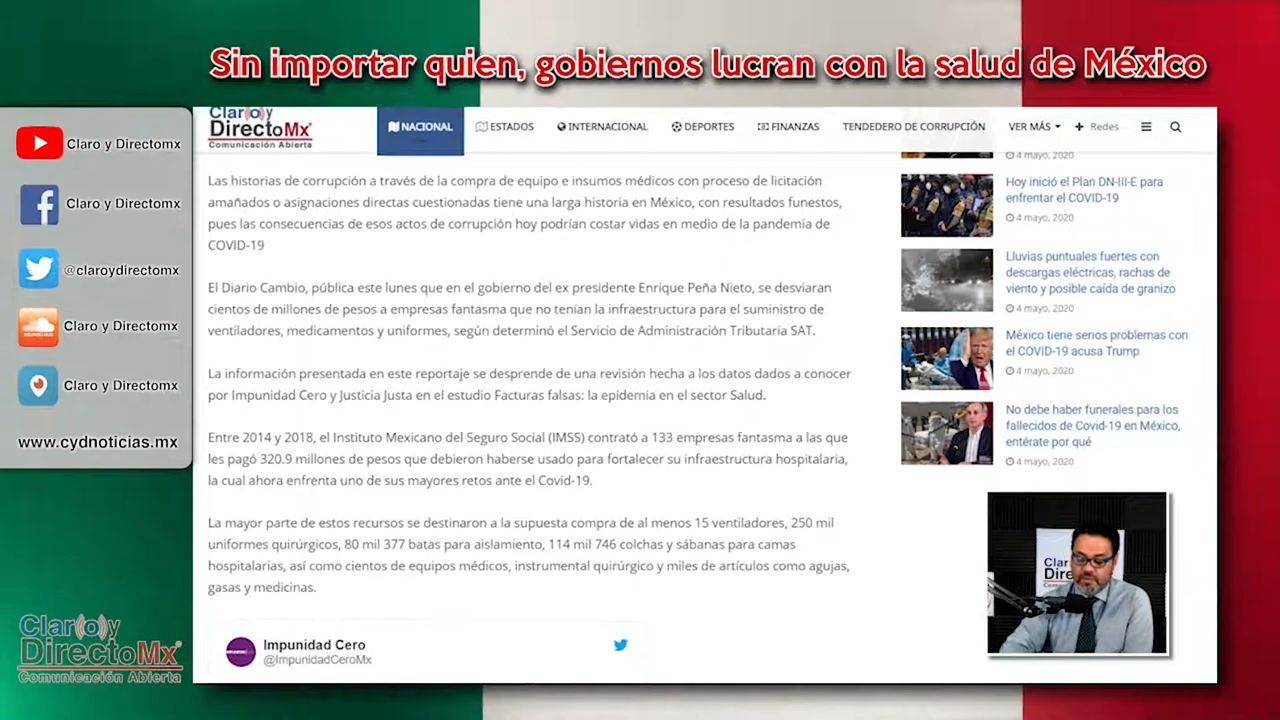 Sin importar quien, gobiernos lucran con la salud de México
Claro y Directomx
Claro y Directomx
@claroydirectomx
Claro y Directomx
Claro y Directomx
www.cydnoticias.mx
Claro y
DirectoMx
Comunicación Abierta
Claro y
DirectoMx
Comunicación Abierta
NACIONAL
ESTADOS
INTERNACIONAL
DEPORTES
FINANZAS
TENDEDERO DE CORRUPCIÓN
VER MÁS
Redes
Las historias de corrupción a través de la compra de equipo e insumos médicos con proceso de licitación
amañados o asignaciones directas cuestionadas tiene una larga historia en México, con resultados funestos,
pues las consecuencias de esos actos de corrupción hoy podrían costar vidas en medio de la pandemia de
COVID-19
El Diario Cambio, pública este lunes que en el gobierno del ex presidente Enrique Peña Nieto, se desviaran
cientos de millones de pesos a empresas fantasma que no tenían la infraestructura para el suministro de
ventiladores, medicamentos y uniformes, según determinó el Servicio de Administración Tributaria SAT.
La información presentada en este reportaje se desprende de una revisión hecha a los datos dados a conocer
por Impunidad Cero y Justicia Justa en el estudio Facturas falsas: la epidemia en el sector Salud.
Entre 2014 y 2018, el Instituto Mexicano del Seguro Social (IMSS) contrató a 133 empresas fantasma a las que
les pagó 320.9 millones de pesos que debieron haberse usado para fortalecer su infraestructura hospitalaria,
la cual ahora enfrenta uno de sus mayores retos ante el Covid-19.
La mayor parte de estos recursos se destinaron a la supuesta compra de al menos 15 ventiladores, 250 mil
uniformes quirúrgicos, 80 mil 377 batas para aislamiento, 114 mil 746 colchas y sábanas para camas
hospitalarias, así como cientos de equipos médicos, instrumental quirúrgico y miles de artículos como agujas,
gasas y medicinas.
Impunidad Cero
@ImpunidadCeroMx
4 mayo, 2020
Hoy inició el Plan DN-III-E para
enfrentar el COVID-19
4 mayo, 2020
Lluvias puntuales fuertes con
descargas eléctricas, rachas de
viento y posible caída de granizo
4 mayo, 2020
México tiene serios problemas con
el COVID-19 acusa Trump
4 mayo, 2020
No debe haber funerales para los
fallecidos de Covid-19 en México,
entérate por qué
4 mayo, 2020